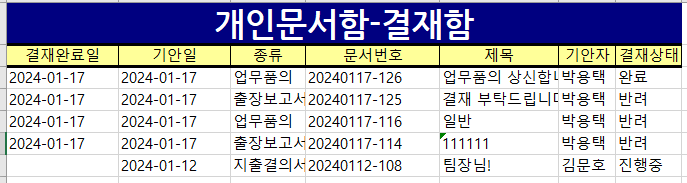 개인문서함-결재함
결재완료일 기안일 종류 문서번호 제목 기안자 결재상태
2024-01-17 2024-01-17 업무품의 20240117-126 업무품의 상신합니 박용택 완료
2024-01-17 2024-01-17 출장보고서 20240117-125 결재 부탁드립니다 박용택 반려
2024-01-17 2024-01-17 업무품의 20240117-116 일반 박용택 반려
2024-01-17 2024-01-17 출장보고서 20240117-114 111111 박용택 반려
2024-01-12 지출결의서 20240112-108 팀장님! 김문호 진행중